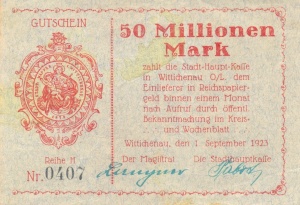 GUTSCHEIN
50 Millionen
Mark
zahlt die Stadt-Haupt-Kasse
in Wittichenau O/L. dem
Einlieferer in Reichspapier-
geld binnen einem Monat
nach Aufruf durch öffentl.
Bekanntmachung im Kreis-
und Wochenblatt
Wittichenau, den 1 September 1923
Der Magistrat Die Stadthauptkasse
Reihe H
Nr. 0407